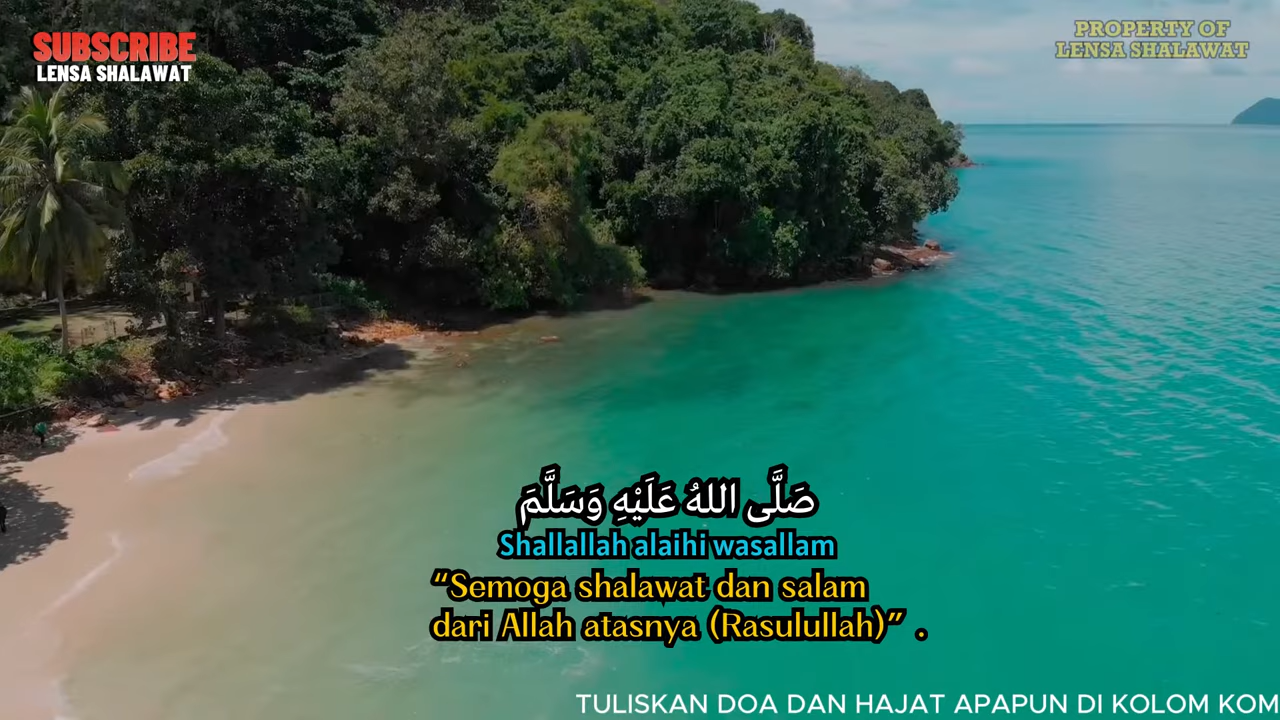 SUBSCRIBE
LENSA SHALAWAT
PROPERTY OF
LENSA SHALAWAT
صَلَّى اللهُ عَلَيْهِ وَسَلَّمَ
Shallallah alaihi wasallam
“Semoga shalawat dan salam
dari Allah atasnya (Rasulullah)” .
TULISKAN DOA DAN HAJAT APAPUN DI KOLOM KOM